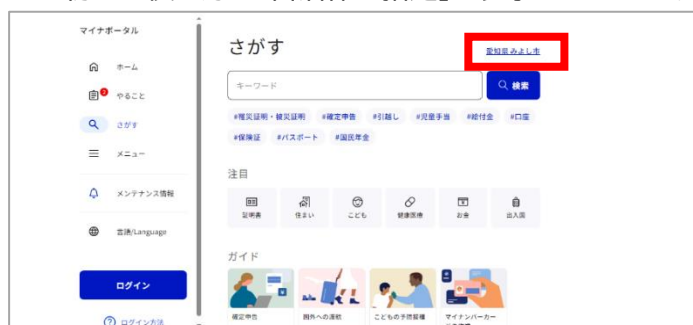 マイナポータル
ホーム
やること
さがす
メニュー
メンテナンス情報
言語/Language
ログイン
ログイン方法
さがす
愛知県みよし市
キーワード
検索
#罹災証明・被災証明 #確定申告 #引越し #児童手当 #給付金 #口座
#保険証 #パスポート #国民年金
注目
証明書 住まい こども 健康医療 お金 出入国
ガイド
確定申告 国外への渡航 こどもの予防接種 マイナンバーカー